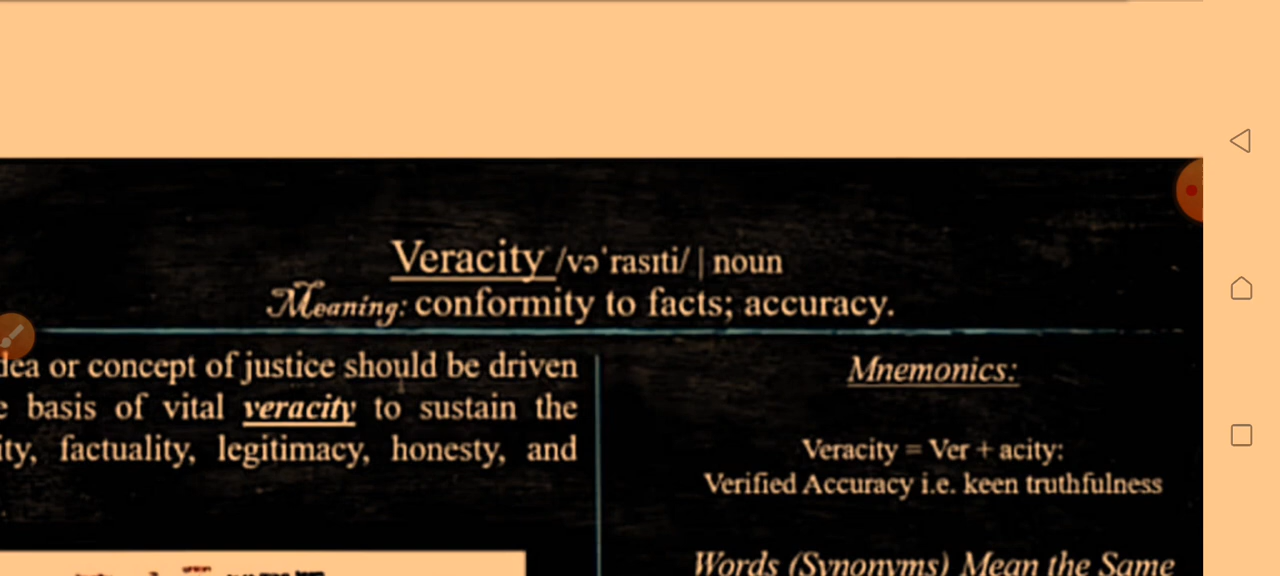 Veracity /vəˈrasɪti/ | noun
Meaning: conformity to facts; accuracy.
or concept of justice should be driven
basis of vital veracity to sustain the
factuality, legitimacy, honesty, and
Mnemonics:
Veracity = Ver + acity:
Verified Accuracy i.e. keen truthfulness
Words (Synonyms) Mean the Same